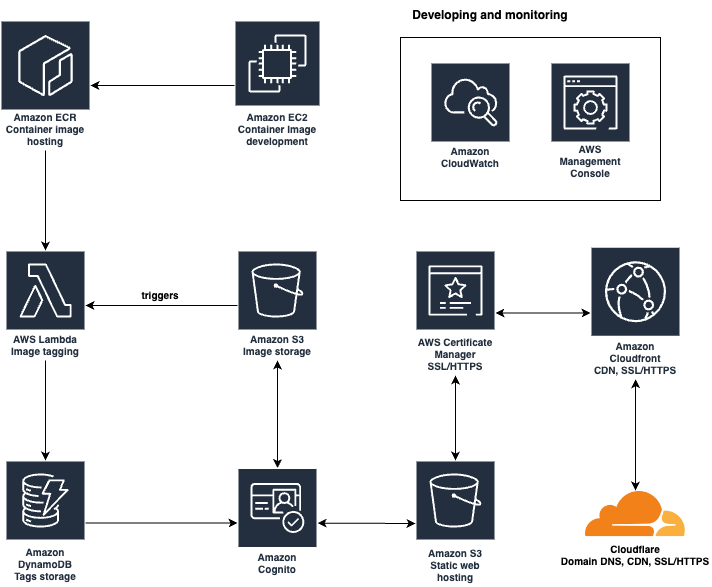 Developing and monitoring
Amazon ECR
Container image
hosting
Amazon EC2
Container Image
development
Amazon
CloudWatch
AWS
Management
Console
triggers
AWS Lambda
Image tagging
Amazon S3
Image storage
AWS Certificate
Manager
SSL/HTTPS
Amazon
Cloudfront
CDN, SSL/HTTPS
Amazon
DynamoDB
Tags storage
Amazon
Cognito
Amazon S3
Static web
hosting
Cloudflare
Domain DNS, CDN, SSL/HTTPS